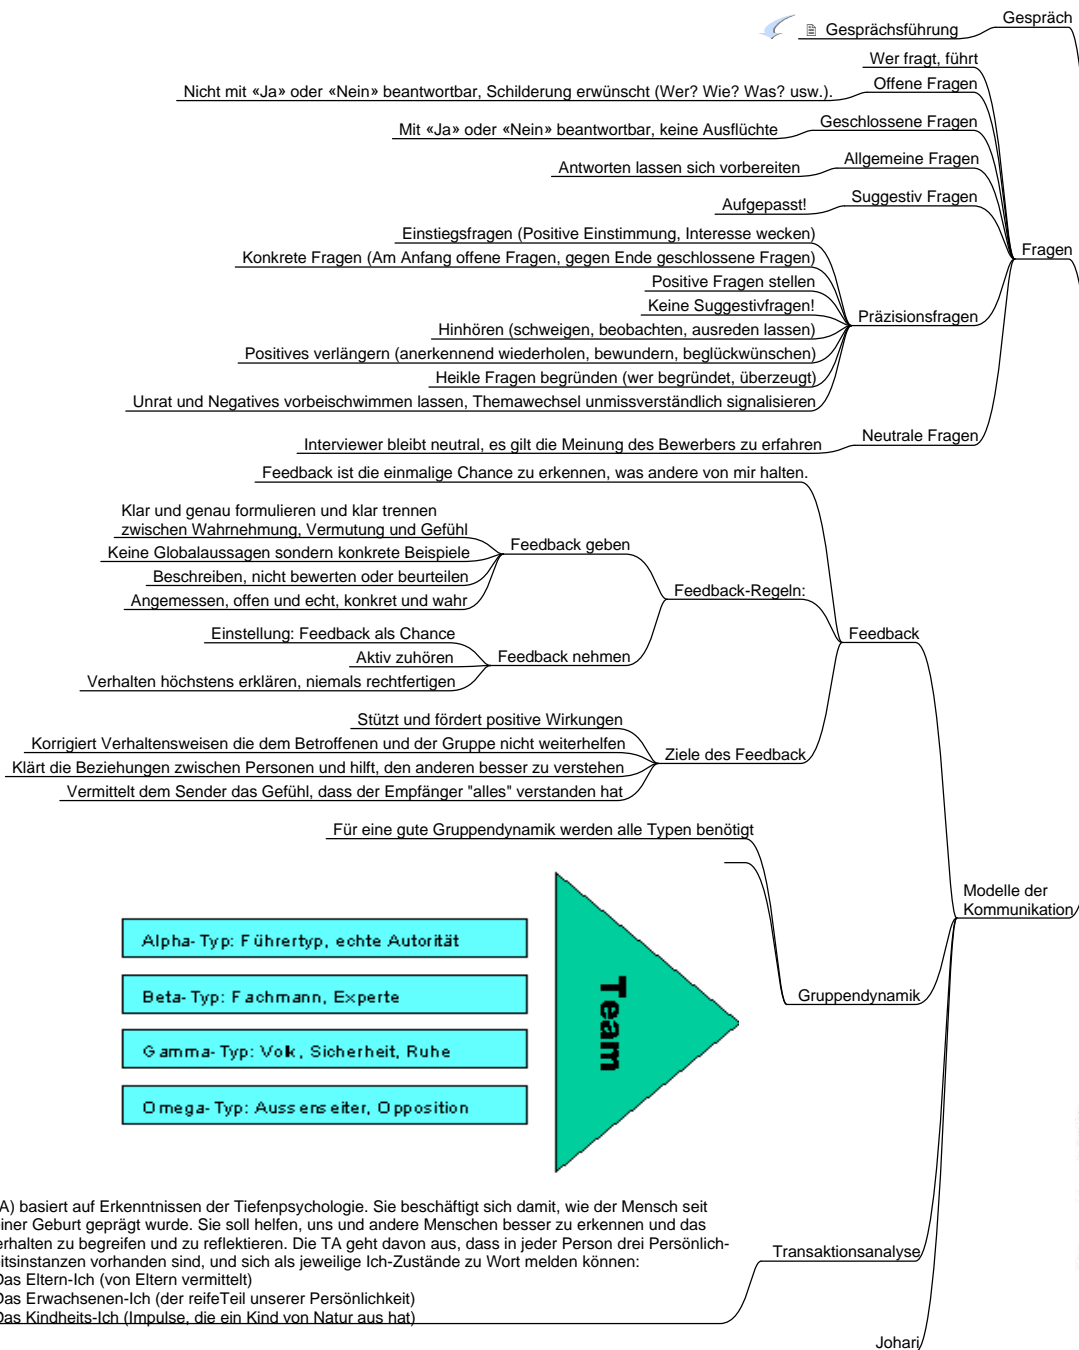 Gespräch
Gesprächsführung
Wer fragt, führt
Offene Fragen
Nicht mit «Ja» oder «Nein» beantwortbar, Schilderung erwünscht (Wer? Wie? Was? usw.).
Geschlossene Fragen
Mit «Ja» oder «Nein» beantwortbar, keine Ausflüchte
Allgemeine Fragen
Antworten lassen sich vorbereiten
Suggestiv Fragen
Aufgepasst!
Fragen
Einstiegsfragen (Positive Einstimmung, Interesse wecken)
Konkrete Fragen (Am Anfang offene Fragen, gegen Ende geschlossene Fragen)
Positive Fragen stellen
Keine Suggestivfragen!
Präzisionsfragen
Hinhören (schweigen, beobachten, ausreden lassen)
Positives verlängern (anerkennend wiederholen, bewundern, beglückwünschen)
Heikle Fragen begründen (wer begründet, überzeugt)
Unrat und Negatives vorbeischwimmen lassen, Themawechsel unmissverständlich signalisieren
Neutrale Fragen
Interviewer bleibt neutral, es gilt die Meinung des Bewerbers zu erfahren
Feedback ist die einmalige Chance zu erkennen, was andere von mir halten.
Klar und genau formulieren und klar trennen
zwischen Wahrnehmung, Vermutung und Gefühl
Keine Globalaussagen sondern konkrete Beispiele
Beschreiben, nicht bewerten oder beurteilen
Angemessen, offen und echt, konkret und wahr
Feedback geben
Feedback-Regeln:
Einstellung: Feedback als Chance
Aktiv zuhören
Verhalten höchstens erklären, niemals rechtfertigen
Feedback nehmen
Feedback
Stützt und fördert positive Wirkungen
Korrigiert Verhaltensweisen die dem Betroffenen und der Gruppe nicht weiterhelfen
Klärt die Beziehungen zwischen Personen und hilft, den anderen besser zu verstehen
Vermittelt dem Sender das Gefühl, dass der Empfänger "alles" verstanden hat
Ziele des Feedback
Für eine gute Gruppendynamik werden alle Typen benötigt
Modelle der
Kommunikation
Alpha-Typ: Führertyp, echte Autorität
Beta-Typ: Fachmann, Experte
Gamma-Typ: Volk, Sicherheit, Ruhe
Omega-Typ: Aussenseiter, Opposition
Team
Gruppendynamik
A) basiert auf Erkenntnissen der Tiefenpsychologie. Sie beschäftigt sich damit, wie der Mensch seit
iner Geburt geprägt wurde. Sie soll helfen, uns und andere Menschen besser zu erkennen und das
erhalten zu begreifen und zu reflektieren. Die TA geht davon aus, dass in jeder Person drei Persönlich-
eitsinstanzen vorhanden sind, und sich als jeweilige Ich-Zustände zu Wort melden können:
Das Eltern-Ich (von Eltern vermittelt)
Das Erwachsenen-Ich (der reifeTeil unserer Persönlichkeit)
Das Kindheits-Ich (Impulse, die ein Kind von Natur aus hat)
Transaktionsanalyse
Johari